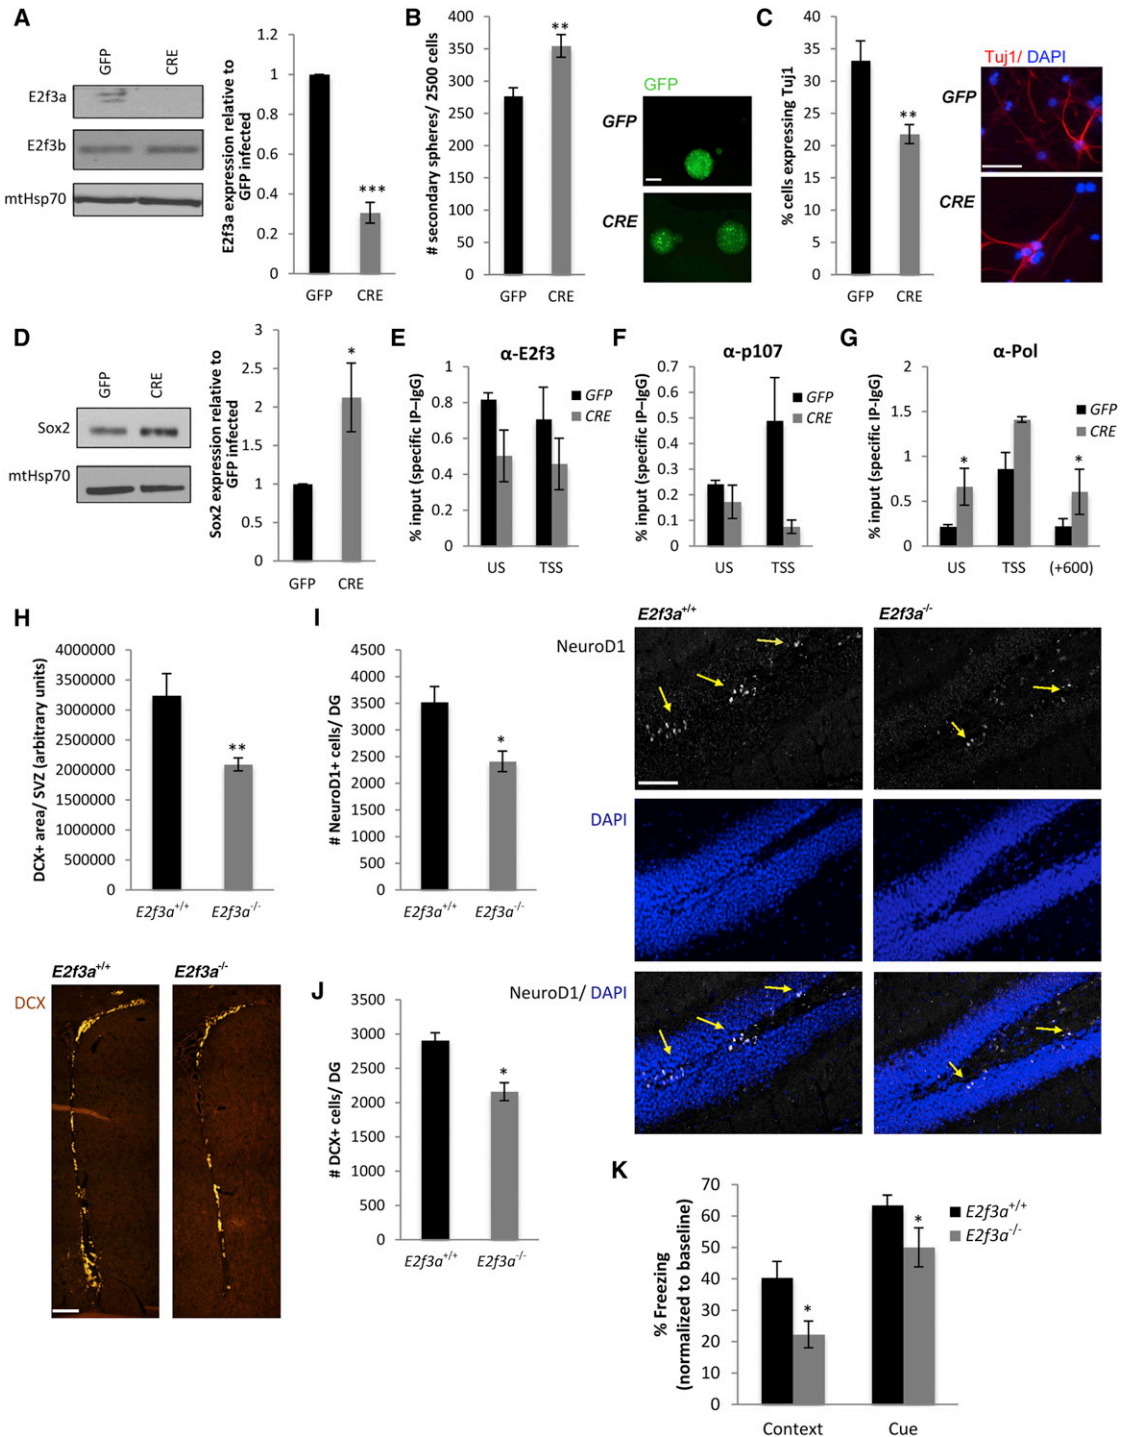 A
GFP
CRE
E2f3a
E2f3b
mtHsp70
E2f3a expression relative to
GFP infected
1.2
1
0.8
0.6
0.4
0.2
0
***
GFP
CRE
B
# secondary spheres/ 2500 cells
400
350
300
250
200
150
100
50
0
**
GFP
CRE
GFP
GFP
CRE
C
% cells expressing Tuj1
40
35
30
25
20
15
10
5
0
**
GFP
CRE
Tuj1/ DAPI
GFP
CRE
D
GFP
CRE
Sox2
mtHsp70
Sox2 expression relative to
GFP infected
3
2.5
2
1.5
1
0.5
0
*
GFP
CRE
E
α-E2f3
% input (specific IP–IgG)
1
0.8
0.6
0.4
0.2
0
GFP
CRE
US
TSS
F
α-p107
% input (specific IP-IgG)
0.7
0.6
0.5
0.4
0.3
0.2
0.1
0
GFP
CRE
US
TSS
G
α-Pol
% input (specific IP-IgG)
2
1.5
1
0.5
0
*
*
GFP
CRE
US
TSS
(+600)
H
DCX+ area/ SVZ (arbitrary units)
4000000
3500000
3000000
2500000
2000000
1500000
1000000
500000
0
**
E2f3a+/+
E2f3a-/-
E2f3a+/+
E2f3a-/-
DCX
I
# NeuroD1+ cells/ DG
4500
4000
3500
3000
2500
2000
1500
1000
500
0
*
E2f3a+/+
E2f3a-/-
E2f3a+/+
E2f3a-/-
NeuroD1
DAPI
NeuroD1/ DAPI
J
# DCX+ cells/ DG
3500
3000
2500
2000
1500
1000
500
0
*
E2f3a+/+
E2f3a-/-
K
% Freezing
(normalized to baseline)
70
60
50
40
30
20
10
0
*
*
E2f3a+/+
E2f3a-/-
Context
Cue